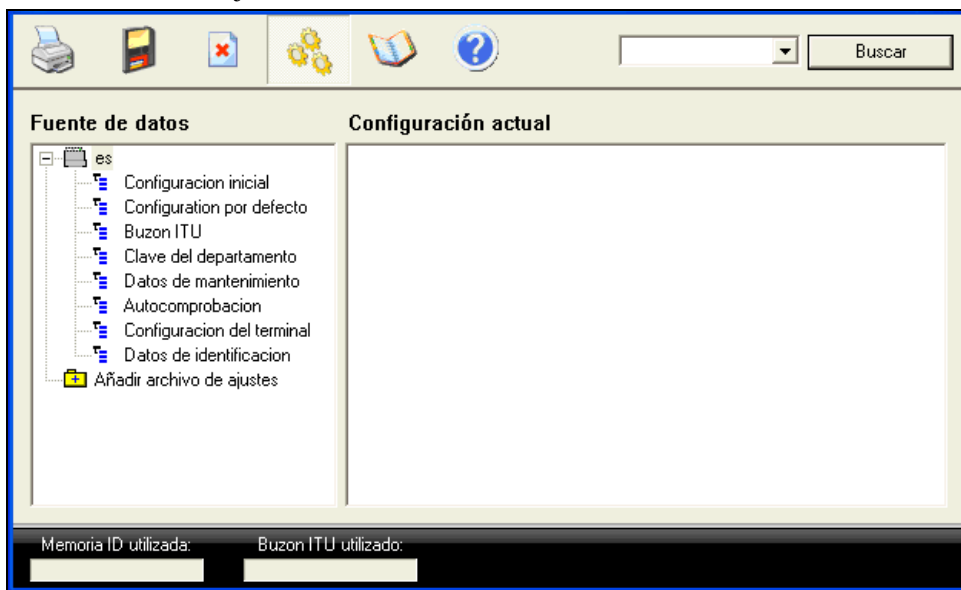 Buscar
Fuente de datos
Configuración actual
es
Configuracion inicial
Configuration por defecto
Buzon ITU
Clave del departamento
Datos de mantenimiento
Autocomprobacion
Configuracion del terminal
Datos de identificacion
Añadir archivo de ajustes
Memoria ID utilizada:
Buzon ITU utilizado: